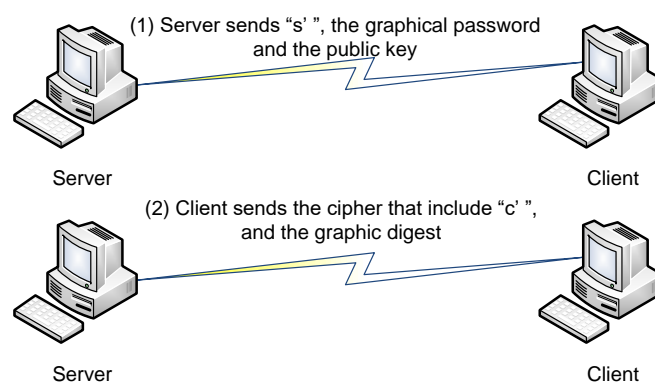 (1) Server sends “s’ ”, the graphical password
and the public key
Server
Client
(2) Client sends the cipher that include “c’ ”,
and the graphic digest
Server
Client